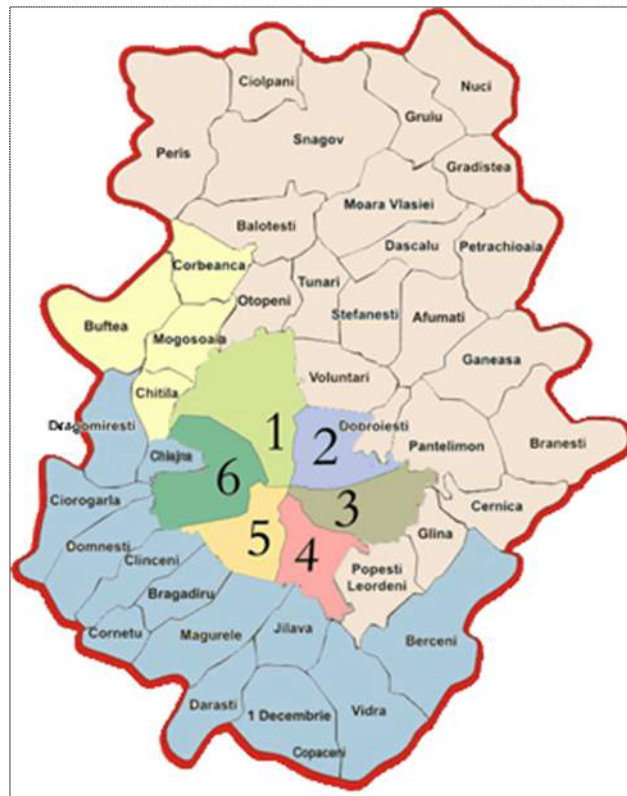 Nuci
Ciolpani
Gruiu
Snagov
Peris
Gradistea
Moara Vlasiei
Balotesti
Dascalu
Petrachioaia
Corbeanca
Tunari
Otopeni
Stefanesti
Afumati
Buftea
Mogosoaia
Ganeasa
Voluntari
Chitila
Dragomiresti
1
2
Dobroiesti
Pantelimon
Branesti
Chiajna
6
Ciorogarla
3
Cernica
Glina
5
4
Domnesti
Clinceni
Popesti
Leordeni
Bragadiru
Cornetu
Magurele
Jilava
Berceni
Darasti
1 Decembrie
Vidra
Copaceni